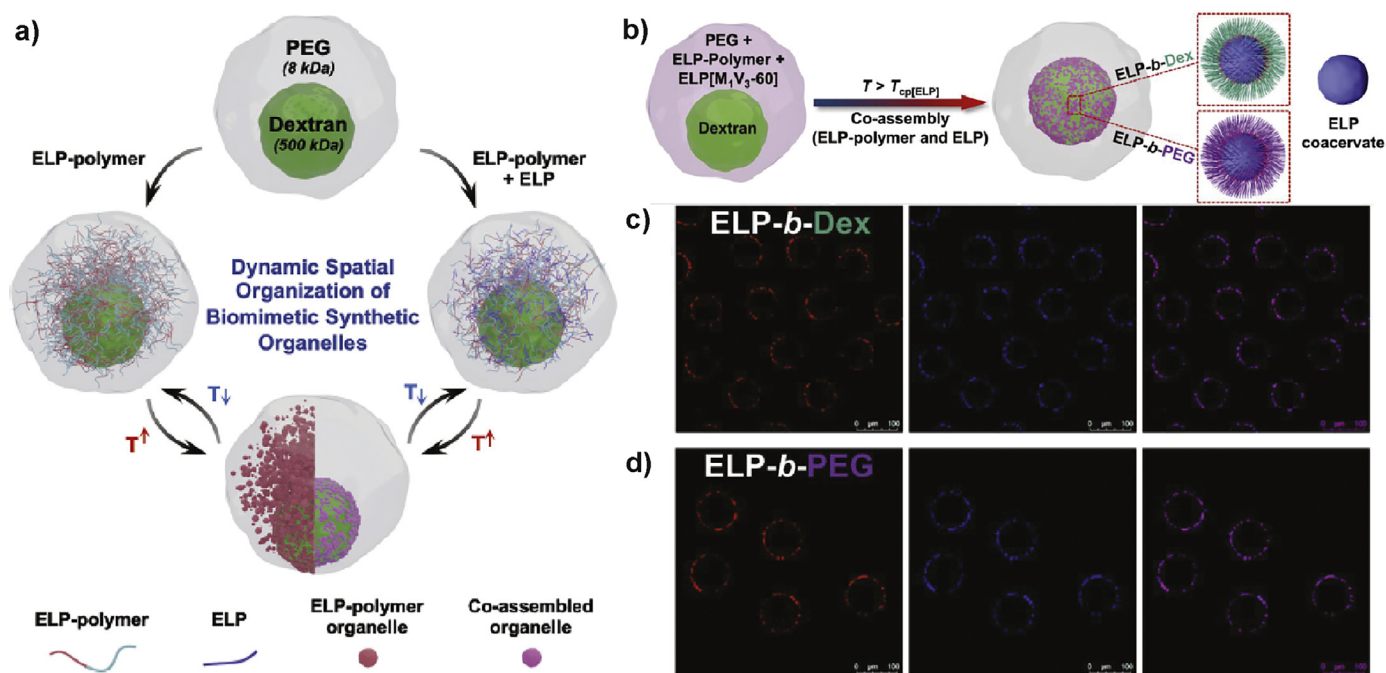 a)
PEG
(8 kDa)
Dextran
(500 kDa)
ELP-polymer
ELP-polymer
+ ELP
Dynamic Spatial
Organization of
Biomimetic Synthetic
Organelles
T↓
T↓
T↑
T↑
ELP-polymer
ELP
ELP-polymer
organelle
Co-assembled
organelle
b)
PEG +
ELP-Polymer +
ELP[M₁V₃-60]
Dextran
T > Tcp[ELP]
Co-assembly
(ELP-polymer and ELP)
ELP-b-Dex
ELP-b-PEG
ELP
coacervate
c)
ELP-b-Dex
0 µm 100
0 µm 100
0 µm 100
d)
ELP-b-PEG
0 µm 100
0 µm 100
0 µm 100